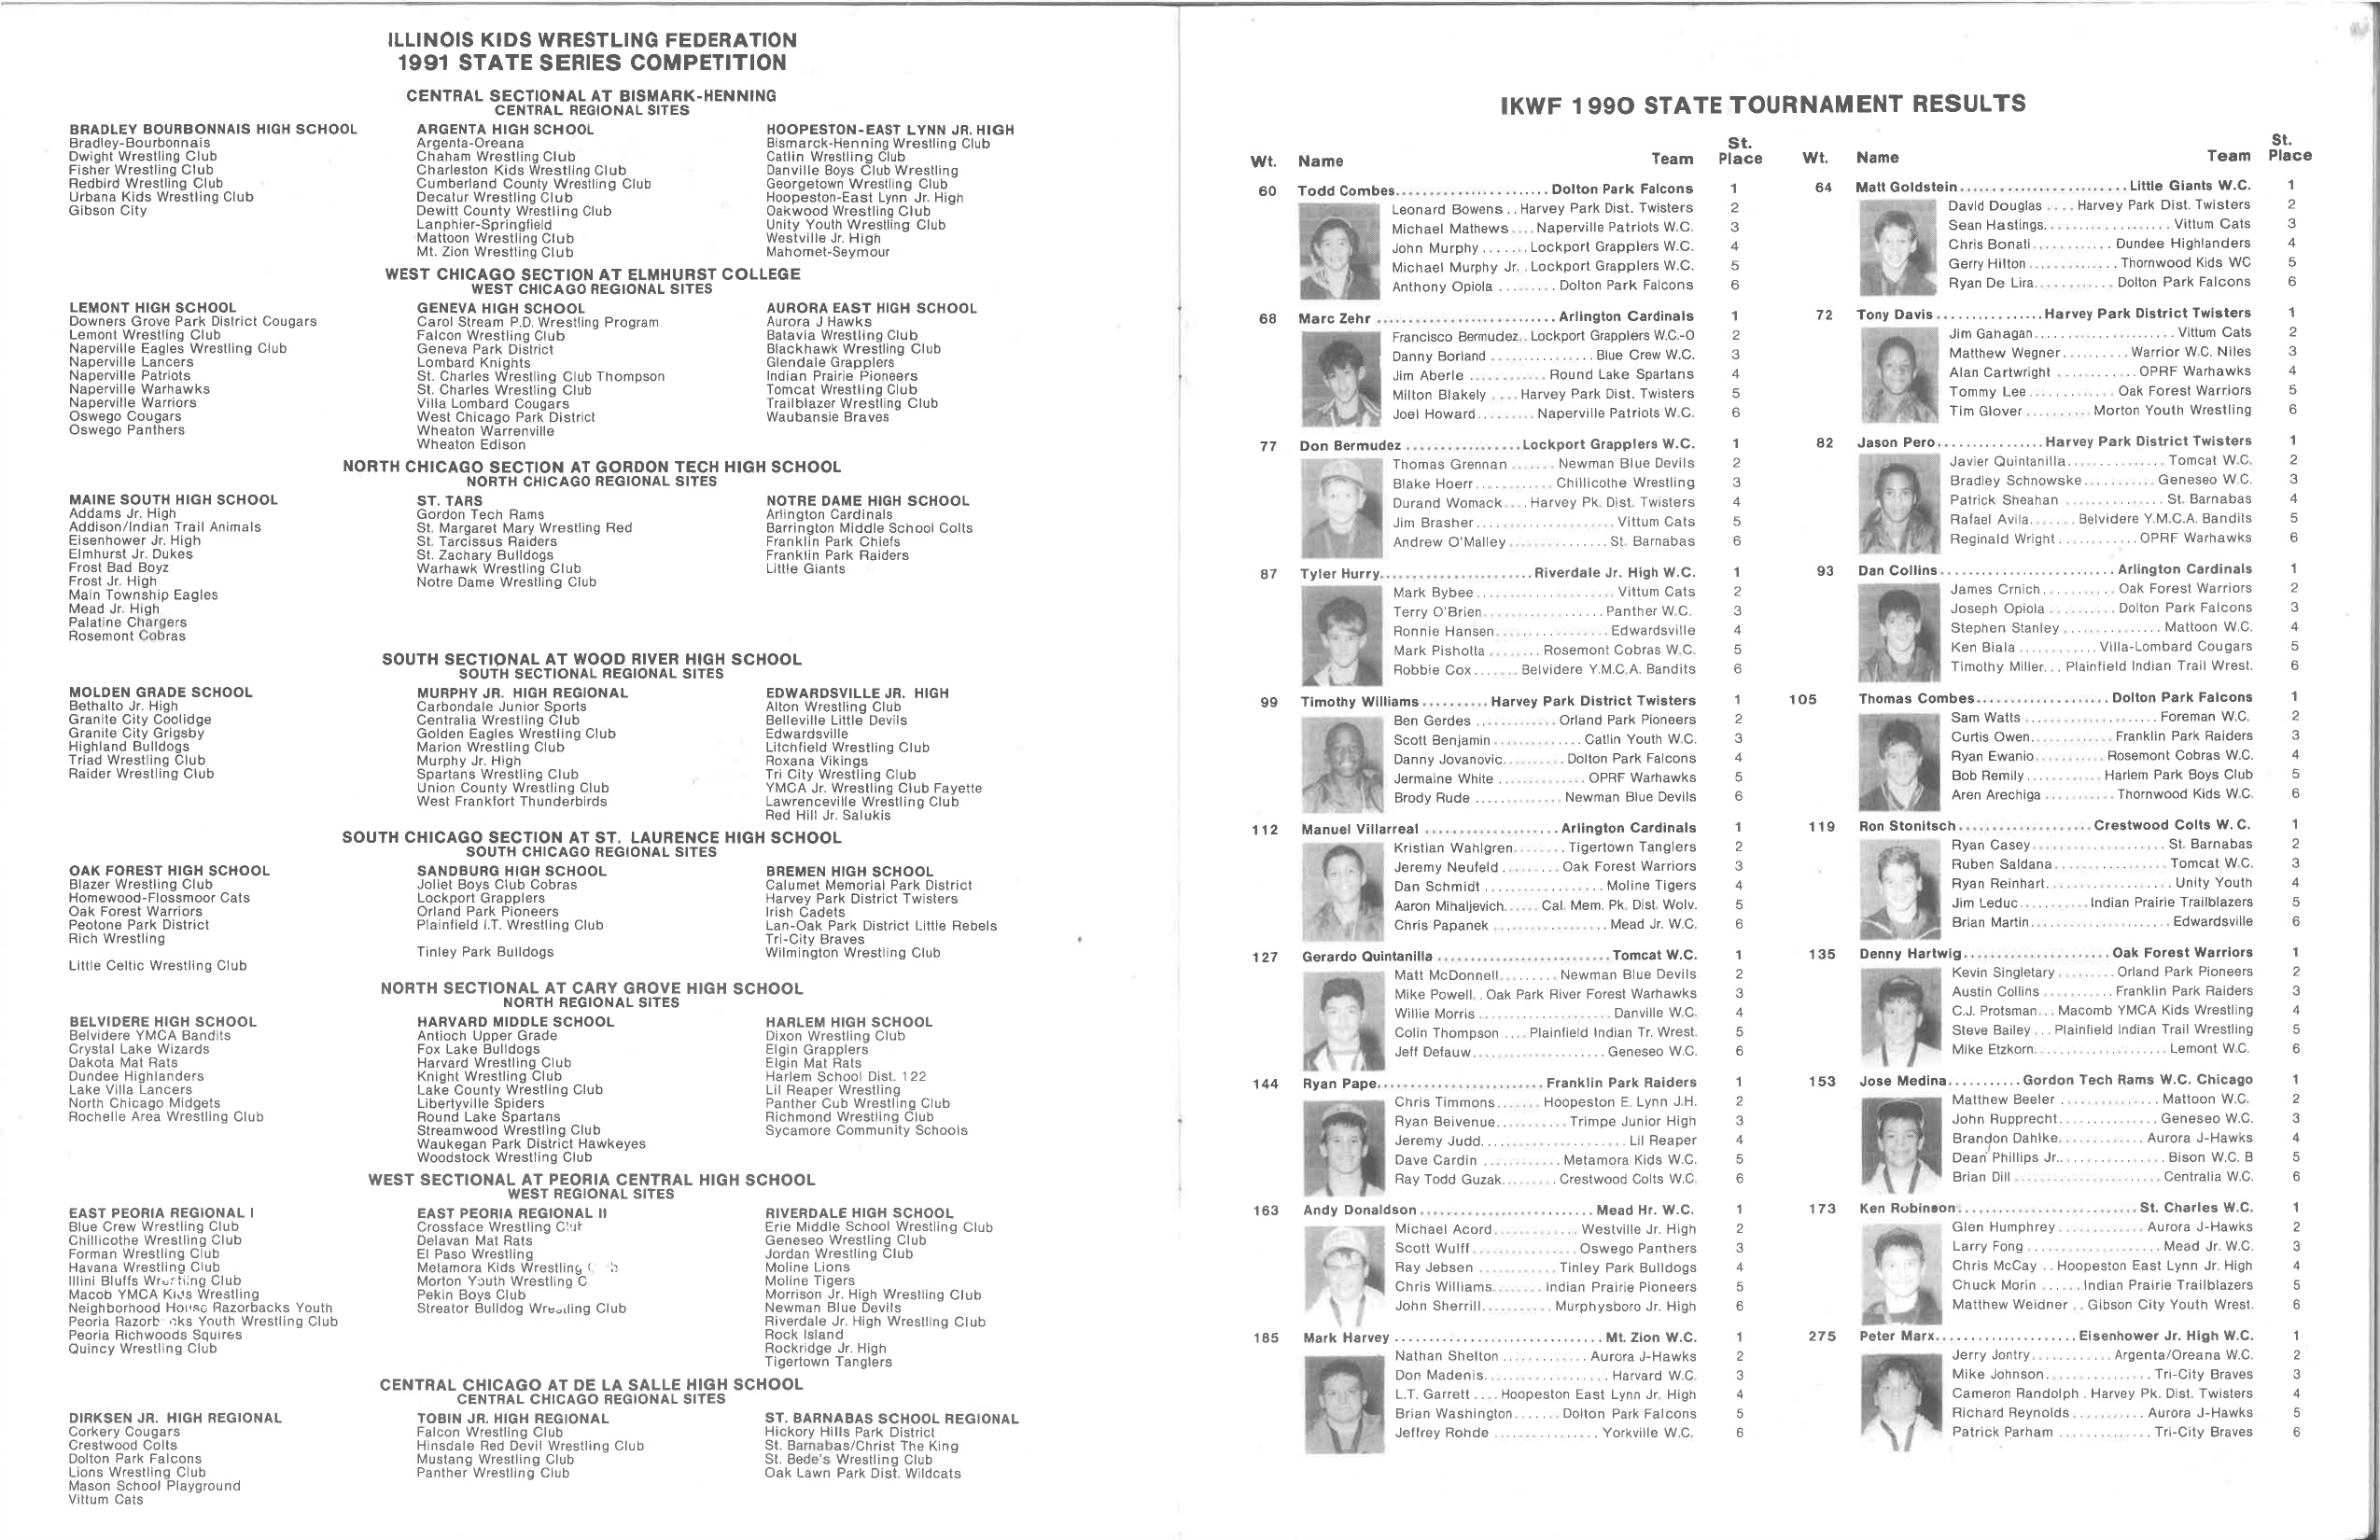 ILLINOIS KIDS WRESTLING FEDERATION
1991 STATE SERIES COMPETITION
CENTRAL SECTIONAL AT BISMARK-HENNING
CENTRAL REGIONAL SITES
BRADLEY BOURBONNAIS HIGH SCHOOL
Bradley-Bourbonnais
Dwight Wrestling Club
Fisher Wrestling Club
Redbird Wrestling Club
Urbana Kids Wrestling Club
Gibson City
ARGENTA HIGH SCHOOL
Argenta-Oreana
Chaham Wrestling Club
Charleston Kids Wrestling Club
Cumberland County Wrestling Club
Decatur Wrestling Club
Dewitt County Wrestling Club
Lanphier-Springfield
Mattoon Wrestling Club
Mt. Zion Wrestling Club
HOOPESTON-EAST LYNN JR. HIGH
Bismarck-Henning Wrestling Club
Catlin Wrestling Club
Danville Boys Club Wrestling
Georgetown Wrestling Club
Hoopeston-East Lynn Jr. High
Oakwood Wrestling Club
Unity Youth Wrestling Club
Westville Jr. High
Mahomet-Seymour
WEST CHICAGO SECTION AT ELMHURST COLLEGE
WEST CHICAGO REGIONAL SITES
LEMONT HIGH SCHOOL
Downers Grove Park District Cougars
Lemont Wrestling Club
Naperville Eagles Wrestling Club
Naperville Lancers
Naperville Patriots
Naperville Warhawks
Naperville Warriors
Oswego Cougars
Oswego Panthers
GENEVA HIGH SCHOOL
Carol Stream P.D. Wrestling Program
Falcon Wrestling Club
Geneva Park District
Lombard Knights
St. Charles Wrestling Club Thompson
St. Charles Wrestling Club
Villa Lombard Cougars
West Chicago Park District
Wheaton Warrenville
Wheaton Edison
AURORA EAST HIGH SCHOOL
Aurora J Hawks
Batavia Wrestling Club
Blackhawk Wrestling Club
Glendale Grapplers
Indian Prairie Pioneers
Tomcat Wrestling Club
Trailblazer Wrestling Club
Waubansie Braves
NORTH CHICAGO SECTION AT GORDON TECH HIGH SCHOOL
NORTH CHICAGO REGIONAL SITES
MAINE SOUTH HIGH SCHOOL
Addams Jr. High
Addison/Indian Trail Animals
Eisenhower Jr. High
Elmhurst Jr. Dukes
Frost Bad Boyz
Frost Jr. High
Main Township Eagles
Mead Jr. High
Palatine Chargers
Rosemont Cobras
ST. TARS
Gordon Tech Rams
St. Margaret Mary Wrestling Red
St. Tarcissus Raiders
St. Zachary Bulldogs
Warhawk Wrestling Club
Notre Dame Wrestling Club
NOTRE DAME HIGH SCHOOL
Arlington Cardinals
Barrington Middle School Colts
Franklin Park Chiefs
Franklin Park Raiders
Little Giants
SOUTH SECTIONAL AT WOOD RIVER HIGH SCHOOL
SOUTH SECTIONAL REGIONAL SITES
MOLDEN GRADE SCHOOL
Bethalto Jr. High
Granite City Coolidge
Granite City Grigsby
Highland Bulldogs
Triad Wrestling Club
Raider Wrestling Club
MURPHY JR. HIGH REGIONAL
Carbondale Junior Sports
Centralia Wrestling Club
Golden Eagles Wrestling Club
Marion Wrestling Club
Murphy Jr. High
Spartans Wrestling Club
Union County Wrestling Club
West Frankfort Thunderbirds
EDWARDSVILLE JR. HIGH
Alton Wrestling Club
Belleville Little Devils
Edwardsville
Litchfield Wrestling Club
Roxana Vikings
Tri City Wrestling Club
YMCA Jr. Wrestling Club Fayette
Lawrenceville Wrestling Club
Red Hill Jr. Salukis
SOUTH CHICAGO SECTION AT ST. LAURENCE HIGH SCHOOL
SOUTH CHICAGO REGIONAL SITES
OAK FOREST HIGH SCHOOL
Blazer Wrestling Club
Homewood-Flossmoor Cats
Oak Forest Warriors
Peotone Park District
Rich Wrestling
Little Celtic Wrestling Club
SANDBURG HIGH SCHOOL
Joliet Boys Club Cobras
Lockport Grapplers
Orland Park Pioneers
Plainfield I.T. Wrestling Club
Tinley Park Bulldogs
BREMEN HIGH SCHOOL
Calumet Memorial Park District
Harvey Park District Twisters
Irish Cadets
Lan-Oak Park District Little Rebels
Tri-City Braves
Wilmington Wrestling Club
NORTH SECTIONAL AT CARY GROVE HIGH SCHOOL
NORTH REGIONAL SITES
BELVIDERE HIGH SCHOOL
Belvidere YMCA Bandits
Crystal Lake Wizards
Dakota Mat Rats
Dundee Highlanders
Lake Villa Lancers
North Chicago Midgets
Rochelle Area Wrestling Club
HARVARD MIDDLE SCHOOL
Antioch Upper Grade
Fox Lake Bulldogs
Harvard Wrestling Club
Knight Wrestling Club
Lake County Wrestling Club
Libertyville Spiders
Round Lake Spartans
Streamwood Wrestling Club
Waukegan Park District Hawkeyes
Woodstock Wrestling Club
HARLEM HIGH SCHOOL
Dixon Wrestling Club
Elgin Grapplers
Elgin Mat Rats
Harlem School Dist. 122
Lil Reaper Wrestling
Panther Cub Wrestling Club
Richmond Wrestling Club
Sycamore Community Schools
WEST SECTIONAL AT PEORIA CENTRAL HIGH SCHOOL
WEST REGIONAL SITES
EAST PEORIA REGIONAL I
Blue Crew Wrestling Club
Chillicothe Wrestling Club
Forman Wrestling Club
Havana Wrestling Club
Illini Bluffs Wrestling Club
Macob YMCA Kids Wrestling
Neighborhood House Razorbacks Youth
Peoria Razorbacks Youth Wrestling Club
Peoria Richwoods Squires
Quincy Wrestling Club
EAST PEORIA REGIONAL II
Crossface Wrestling Club
Delavan Mat Rats
El Paso Wrestling
Metamora Kids Wrestling
Morton Youth Wrestling C
Pekin Boys Club
Streator Bulldog Wrestling Club
RIVERDALE HIGH SCHOOL
Erie Middle School Wrestling Club
Geneseo Wrestling Club
Jordan Wrestling Club
Moline Lions
Moline Tigers
Morrison Jr. High Wrestling Club
Newman Blue Devils
Riverdale Jr. High Wrestling Club
Rock Island
Rockridge Jr. High
Tigertown Tanglers
CENTRAL CHICAGO AT DE LA SALLE HIGH SCHOOL
CENTRAL CHICAGO REGIONAL SITES
DIRKSEN JR. HIGH REGIONAL
Corkery Cougars
Crestwood Colts
Dolton Park Falcons
Lions Wrestling Club
Mason School Playground
Vittum Cats
TOBIN JR. HIGH REGIONAL
Falcon Wrestling Club
Hinsdale Red Devil Wrestling Club
Mustang Wrestling Club
Panther Wrestling Club
ST. BARNABAS SCHOOL REGIONAL
Hickory Hills Park District
St. Barnabas/Christ The King
St. Bede's Wrestling Club
Oak Lawn Park Dist. Wildcats
IKWF 1990 STATE TOURNAMENT RESULTS
Wt. Name Team St. Place
60 Todd Combes Dolton Park Falcons 1
Leonard Bowens Harvey Park Dist. Twisters 2
Michael Mathews Naperville Patriots W.C. 3
John Murphy Lockport Grapplers W.C. 4
Michael Murphy Jr. Lockport Grapplers W.C. 5
Anthony Opiola Dolton Park Falcons 6
68 Marc Zehr Arlington Cardinals 1
Francisco Bermudez Lockport Grapplers W.C.-O 2
Danny Borland Blue Crew W.C. 3
Jim Aberle Round Lake Spartans 4
Milton Blakely Harvey Park Dist. Twisters 5
Joel Howard Naperville Patriots W.C. 6
77 Don Bermudez Lockport Grapplers W.C. 1
Thomas Grennan Newman Blue Devils 2
Blake Hoerr Chillicothe Wrestling 3
Durand Womack Harvey Pk. Dist. Twisters 4
Jim Brasher Vittum Cats 5
Andrew O'Malley St. Barnabas 6
87 Tyler Hurry Riverdale Jr. High W.C. 1
Mark Bybee Vittum Cats 2
Terry O'Brien Panther W.C. 3
Ronnie Hansen Edwardsville 4
Mark Pishotta Rosemont Cobras W.C. 5
Robbie Cox Belvidere Y.M.C.A. Bandits 6
99 Timothy Williams Harvey Park District Twisters 1
Ben Gerdes Orland Park Pioneers 2
Scott Benjamin Catlin Youth W.C. 3
Danny Jovanovic Dolton Park Falcons 4
Jermaine White OPRF Warhawks 5
Brody Rude Newman Blue Devils 6
112 Manuel Villarreal Arlington Cardinals 1
Kristian Wahlgren Tigertown Tanglers 2
Jeremy Neufeld Oak Forest Warriors 3
Dan Schmidt Moline Tigers 4
Aaron Mihaljevich Cal. Mem. Pk. Dist. Wolv. 5
Chris Papanek Mead Jr. W.C. 6
127 Gerardo Quintanilla Tomcat W.C. 1
Matt McDonnell Newman Blue Devils 2
Mike Powell Oak Park River Forest Warhawks 3
Willie Morris Danville W.C. 4
Colin Thompson Plainfield Indian Tr. Wrest. 5
Jeff Defauw Geneseo W.C. 6
144 Ryan Pape Franklin Park Raiders 1
Chris Timmons Hoopeston E. Lynn J.H. 2
Ryan Beivenue Trimpe Junior High 3
Jeremy Judd Lil Reaper 4
Dave Cardin Metamora Kids W.C. 5
Ray Todd Guzak Crestwood Colts W.C. 6
163 Andy Donaldson Mead Hr. W.C. 1
Michael Acord Westville Jr. High 2
Scott Wulff Oswego Panthers 3
Ray Jebsen Tinley Park Bulldogs 4
Chris Williams Indian Prairie Pioneers 5
John Sherrill Murphysboro Jr. High 6
185 Mark Harvey Mt. Zion W.C. 1
Nathan Shelton Aurora J-Hawks 2
Don Madenis Harvard W.C. 3
L.T. Garrett Hoopeston East Lynn Jr. High 4
Brian Washington Dolton Park Falcons 5
Jeffrey Rohde Yorkville W.C. 6
Wt. Name Team St. Place
64 Matt Goldstein Little Giants W.C. 1
David Douglas Harvey Park Dist. Twisters 2
Sean Hastings Vittum Cats 3
Chris Bonati Dundee Highlanders 4
Gerry Hilton Thornwood Kids WC 5
Ryan De Lira Dolton Park Falcons 6
72 Tony Davis Harvey Park District Twisters 1
Jim Gahagan Vittum Cats 2
Matthew Wegner Warrior W.C. Niles 3
Alan Cartwright OPRF Warhawks 4
Tommy Lee Oak Forest Warriors 5
Tim Glover Morton Youth Wrestling 6
82 Jason Pero Harvey Park District Twisters 1
Javier Quintanilla Tomcat W.C. 2
Bradley Schnowske Geneseo W.C. 3
Patrick Sheahan St. Barnabas 4
Rafael Avila Belvidere Y.M.C.A. Bandits 5
Reginald Wright OPRF Warhawks 6
93 Dan Collins Arlington Cardinals 1
James Crnich Oak Forest Warriors 2
Joseph Opiola Dolton Park Falcons 3
Stephen Stanley Mattoon W.C. 4
Ken Biala Villa-Lombard Cougars 5
Timothy Miller Plainfield Indian Trail Wrest. 6
105 Thomas Combes Dolton Park Falcons 1
Sam Watts Foreman W.C. 2
Curtis Owen Franklin Park Raiders 3
Ryan Ewanio Rosemont Cobras W.C. 4
Bob Remily Harlem Park Boys Club 5
Aren Arechiga Thornwood Kids W.C. 6
119 Ron Stonitsch Crestwood Colts W.C. 1
Ryan Casey St. Barnabas 2
Ruben Saldana Tomcat W.C. 3
Ryan Reinhart Unity Youth 4
Jim Leduc Indian Prairie Trailblazers 5
Brian Martin Edwardsville 6
135 Denny Hartwig Oak Forest Warriors 1
Kevin Singletary Orland Park Pioneers 2
Austin Collins Franklin Park Raiders 3
C.J. Protsman Macomb YMCA Kids Wrestling 4
Steve Bailey Plainfield Indian Trail Wrestling 5
Mike Etzkorn Lemont W.C. 6
153 Jose Medina Gordon Tech Rams W.C. Chicago 1
Matthew Beeler Mattoon W.C. 2
John Rupprecht Geneseo W.C. 3
Brandon Dahlke Aurora J-Hawks 4
Dean Phillips Jr. Bison W.C. B 5
Brian Dill Centralia W.C. 6
173 Ken Robinson St. Charles W.C. 1
Glen Humphrey Aurora J-Hawks 2
Larry Fong Mead Jr. W.C. 3
Chris McCay Hoopeston East Lynn Jr. High 4
Chuck Morin Indian Prairie Trailblazers 5
Matthew Weidner Gibson City Youth Wrest. 6
275 Peter Marx Eisenhower Jr. High W.C. 1
Jerry Jontry Argenta/Oreana W.C. 2
Mike Johnson Tri-City Braves 3
Cameron Randolph Harvey Pk. Dist. Twisters 4
Richard Reynolds Aurora J-Hawks 5
Patrick Parham Tri-City Braves 6